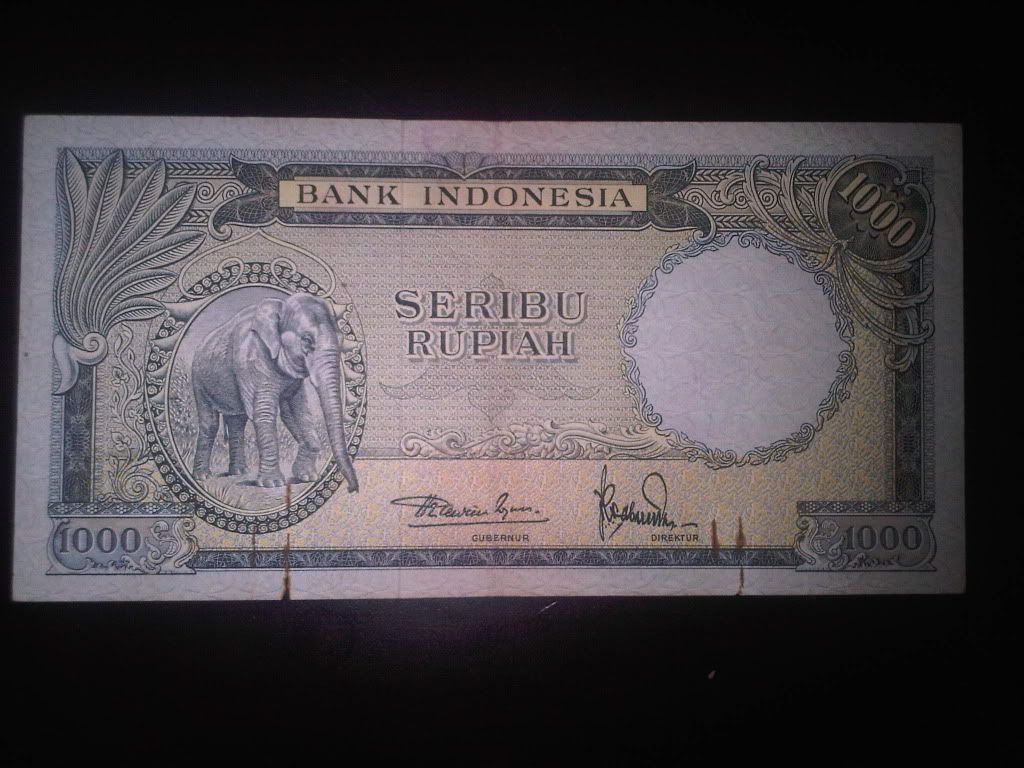 BANK INDONESIA
1000
SERIBU
RUPIAH
GUBERNUR
DIREKTUR
1000
1000